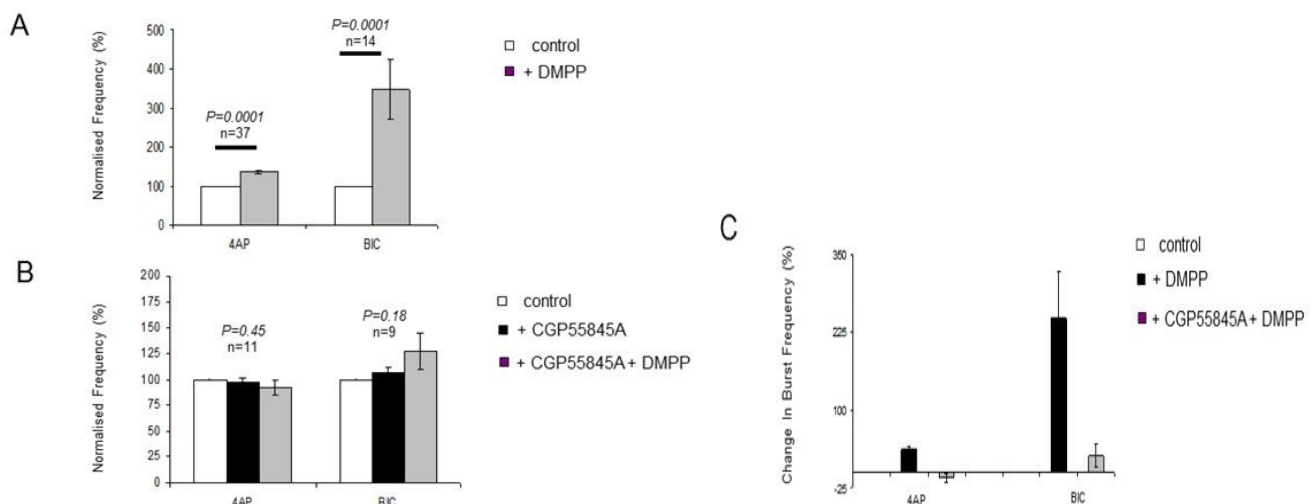 A
Normalised Frequency (%)
500
400
300
200
100
0
P=0.0001
n=37
P=0.0001
n=14
4AP
BIC
control
+ DMPP
B
Normalised Frequency (%)
200
175
150
125
100
75
50
25
0
P=0.45
n=11
P=0.18
n=9
4AP
BIC
control
+ CGP55845A
+ CGP55845A + DMPP
C
Change In Burst Frequency (%)
350
225
100
-25
4AP
BIC
control
+ DMPP
+ CGP55845A + DMPP